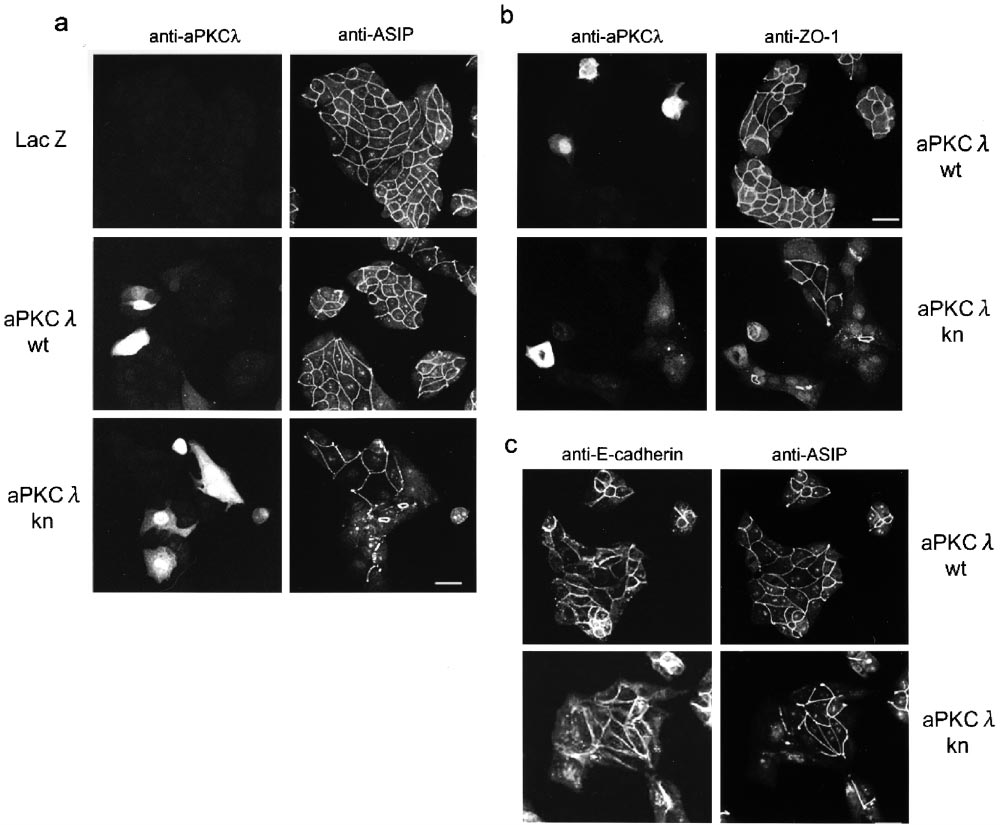 a
anti-aPKCλ
anti-ASIP
Lac Z
aPKC λ
wt
aPKC λ
kn
b
anti-aPKCλ
anti-ZO-1
aPKC λ
wt
aPKC λ
kn
c
anti-E-cadherin
anti-ASIP
aPKC λ
wt
aPKC λ
kn